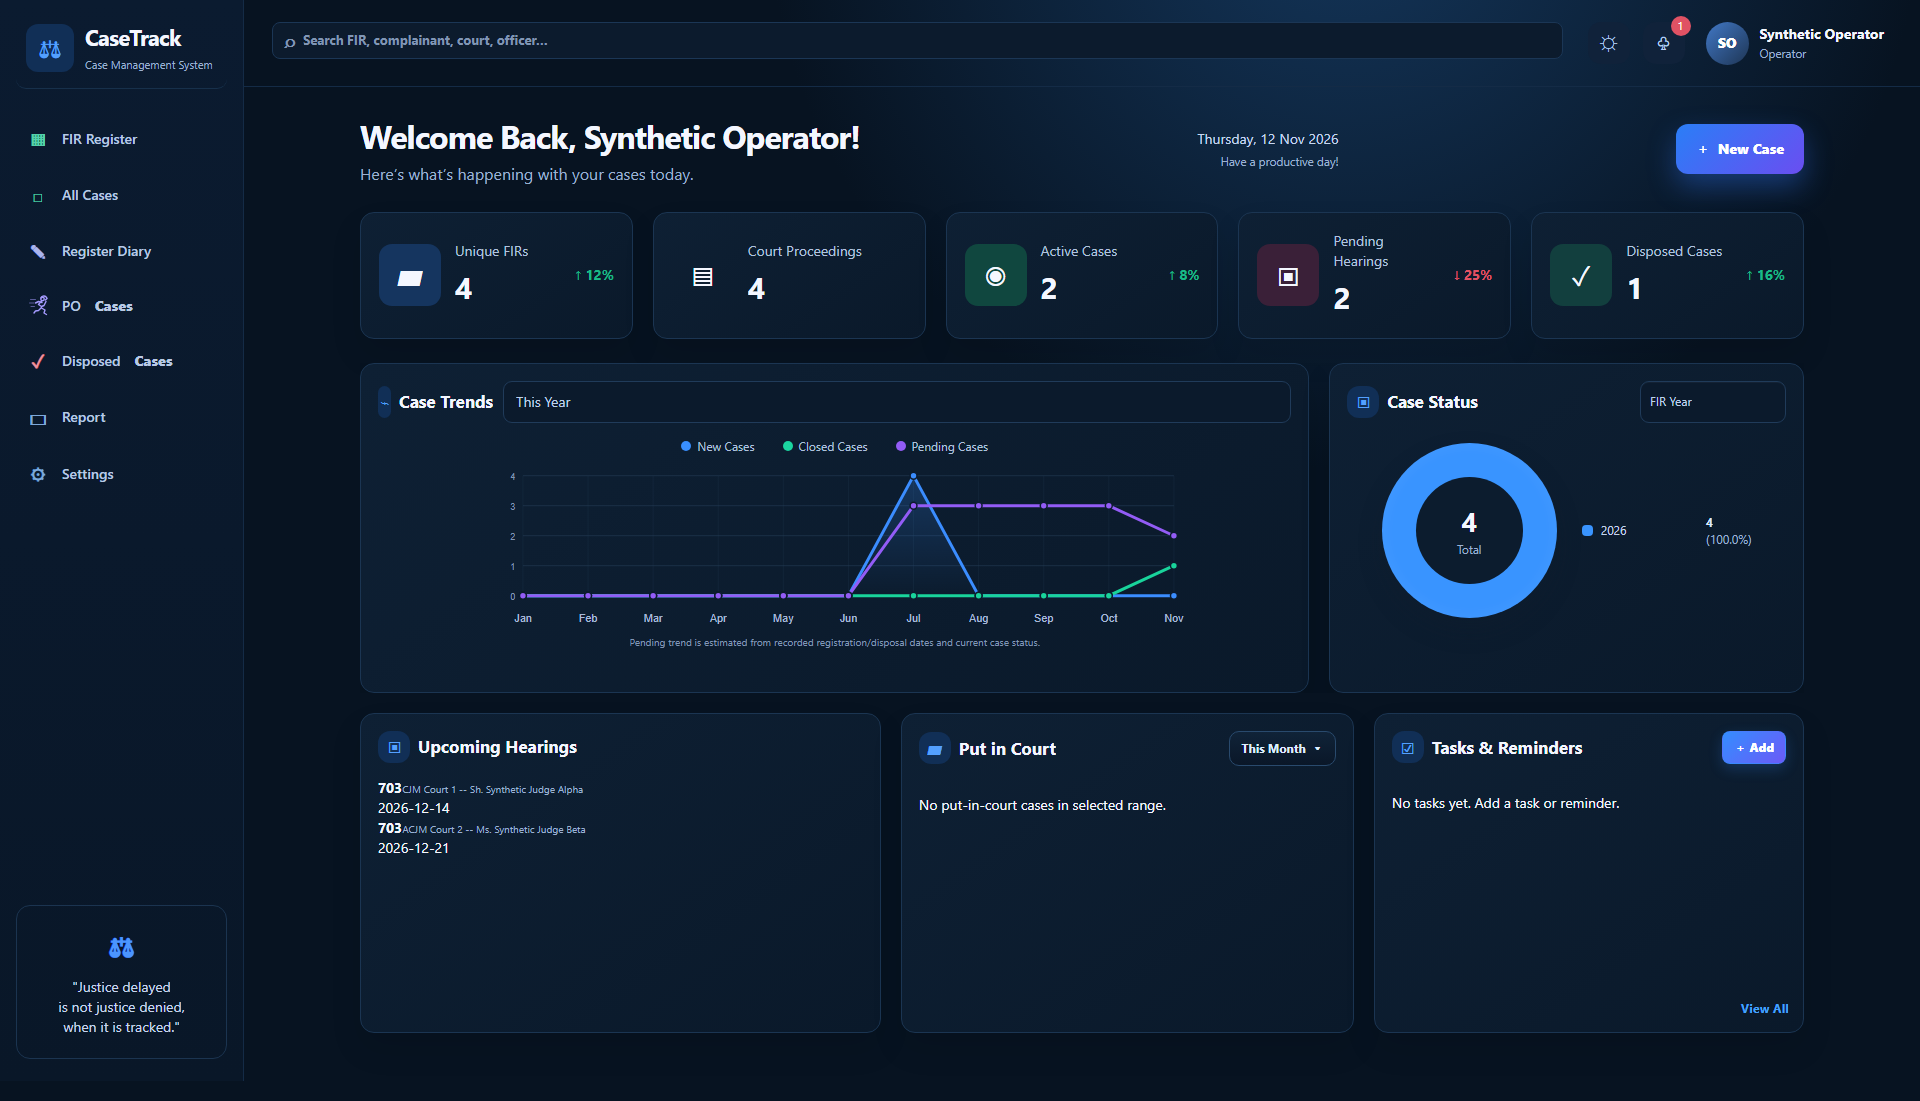 CaseTrack
Case Management System
FIR Register
All Cases
Register Diary
PO Cases
Disposed Cases
Report
Settings
"Justice delayed
is not justice denied,
when it is tracked."
Search FIR, complainant, court, officer...
1
SO
Synthetic Operator
Operator
Welcome Back, Synthetic Operator!
Here's what's happening with your cases today.
Thursday, 12 Nov 2026
Have a productive day!
+ New Case
Unique FIRs
4
↑ 12%
Court Proceedings
4
Active Cases
2
↑ 8%
Pending
Hearings
2
↓ 25%
Disposed Cases
1
↑ 16%
Case Trends
This Year
New Cases
Closed Cases
Pending Cases
4
3
2
1
0
Jan Feb Mar Apr May Jun Jul Aug Sep Oct Nov
Pending trend is estimated from recorded registration/disposal dates and current case status.
Case Status
FIR Year
4
Total
2026
4
(100.0%)
Upcoming Hearings
703CJM Court 1 -- Sh. Synthetic Judge Alpha
2026-12-14
703ACJM Court 2 -- Ms. Synthetic Judge Beta
2026-12-21
Put in Court
This Month
No put-in-court cases in selected range.
Tasks & Reminders
+ Add
No tasks yet. Add a task or reminder.
View All